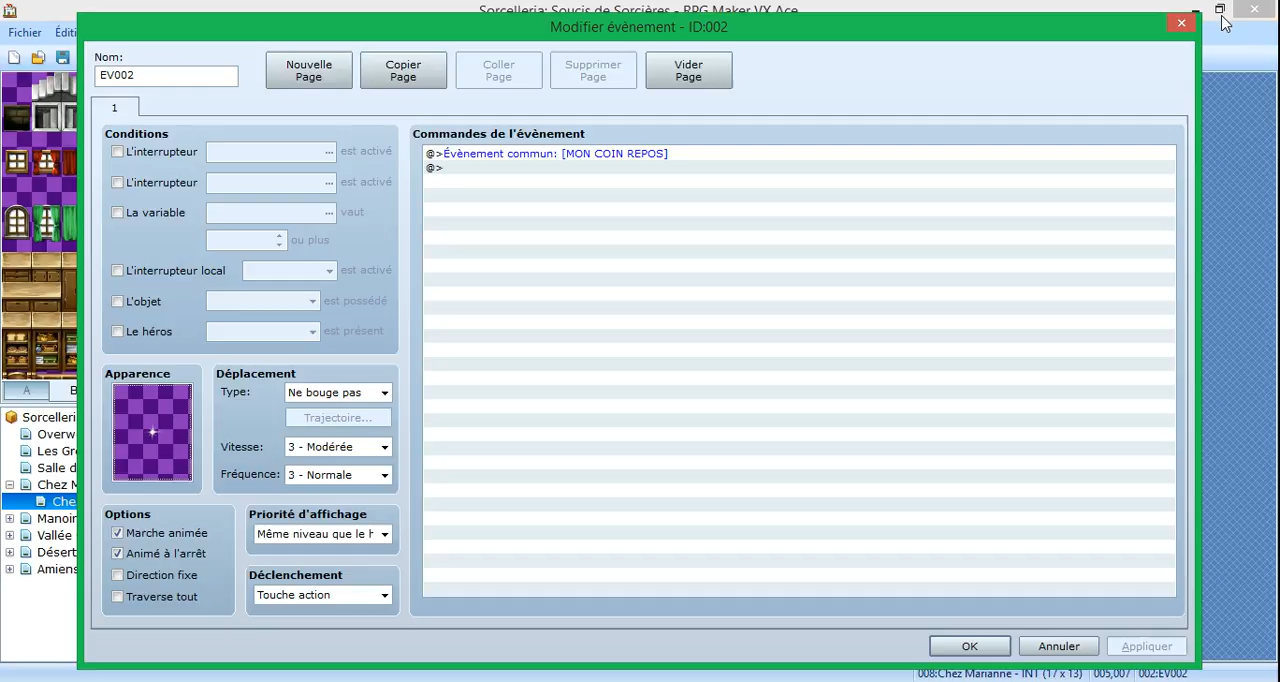 Sorcelleria: Soucis de Sorcières - RPG Maker VX Ace
Fichier Éditi
Modifier évènement - ID:002
Nom:
EV002
Nouvelle Page
Copier Page
Coller Page
Supprimer Page
Vider Page
1
Conditions
L'interrupteur ... est activé
L'interrupteur ... est activé
La variable ... vaut
ou plus
L'interrupteur local est activé
L'objet est possédé
Le héros est présent
Apparence
Déplacement
Type: Ne bouge pas
Trajectoire...
Vitesse: 3 - Modérée
Fréquence: 3 - Normale
Options
Marche animée
Animé à l'arrêt
Direction fixe
Traverse tout
Priorité d'affichage
Même niveau que le h
Déclenchement
Touche action
Commandes de l'évènement
@>Évènement commun: [MON COIN REPOS]
@>
OK
Annuler
Appliquer
A
B
Sorcelleri
Overw
Les Gr
Salle d
Chez M
Che
Manoir
Vallée
Désert
Amiens
008:Chez Marianne - INT (17 x 13)
005,007
002:EV002